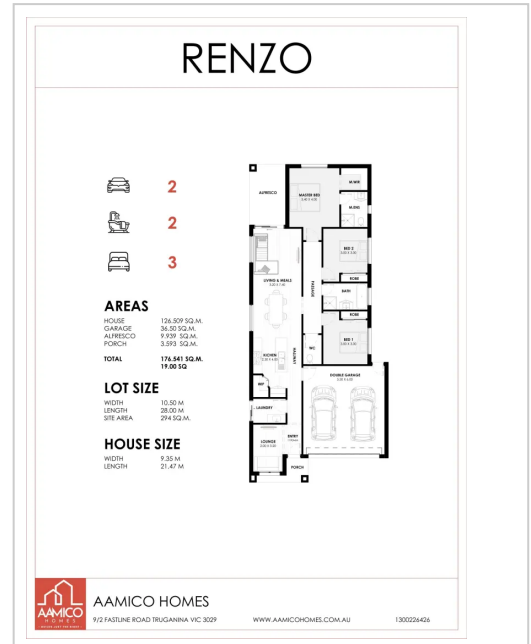 RENZO
2
2
3
AREAS
HOUSE 126.509 SQ.M.
GARAGE 36.50 SQ.M.
ALFRESCO 9.939 SQ.M.
PORCH 3.593 SQ.M.
TOTAL 176.541 SQ.M.
19.00 SQ
LOT SIZE
WIDTH 10.50 M
LENGTH 28.00 M
SITE AREA 294 SQ.M.
HOUSE SIZE
WIDTH 9.35 M
LENGTH 21.47 M
ALFRESCO
MASTER BED
M.WIR
M.ENS
BED 2
ROBE
LIVING & MEALS
PASSAGE
BATH
ROBE
BED 1
WC
KICHEN
HALLWAY
WIP
DOUBLE GARAGE
LAUNDRY
LOUNGE
ENTRY
PORCH
AAMICO
HOMES
AAMICO HOMES
9/2 FASTLINE ROAD TRUGANINA VIC 3029
WWW.AAMICOHOMES.COM.AU
1300226426